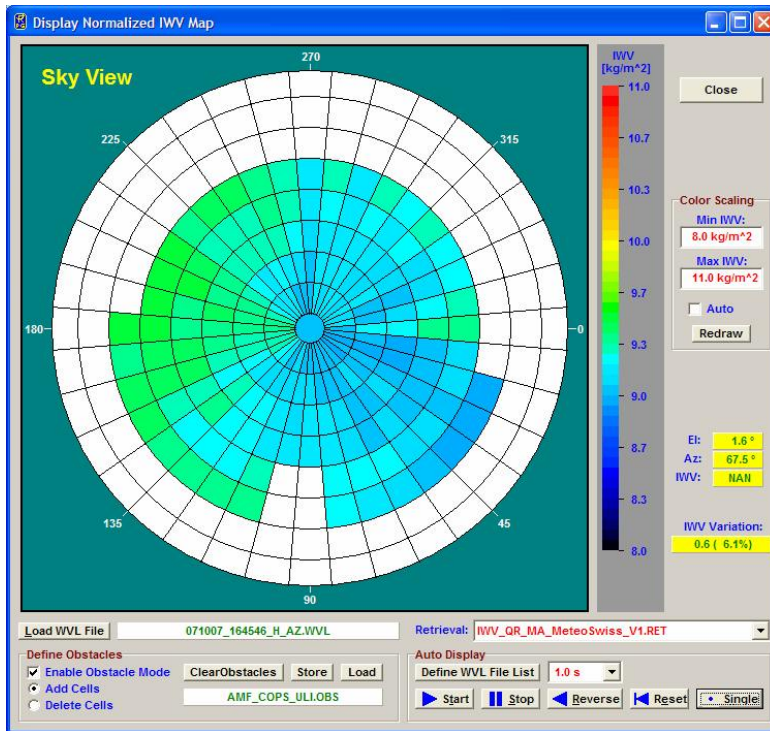 Display Normalized IWV Map
Sky View
270
225
315
180
0
135
45
90
IWV
[kg/m^2]
11.0
10.7
10.3
10.0
9.7
9.3
9.0
8.7
8.3
8.0
Close
Color Scaling
Min IWV:
8.0 kg/m^2
Max IWV:
11.0 kg/m^2
Auto
Redraw
El: 1.6 °
Az: 67.5 °
IWV: NAN
IWV Variation:
0.6 ( 6.1%)
Load WVL File 071007_164546_H_AZ.WVL Retrieval: IWV_QR_MA_MeteoSwiss_V1.RET
Define Obstacles
Enable Obstacle Mode ClearObstacles Store Load
Add Cells
Delete Cells
AMF_COPS_ULI.OBS
Auto Display
Define WVL File List 1.0 s
Start Stop Reverse Reset Single